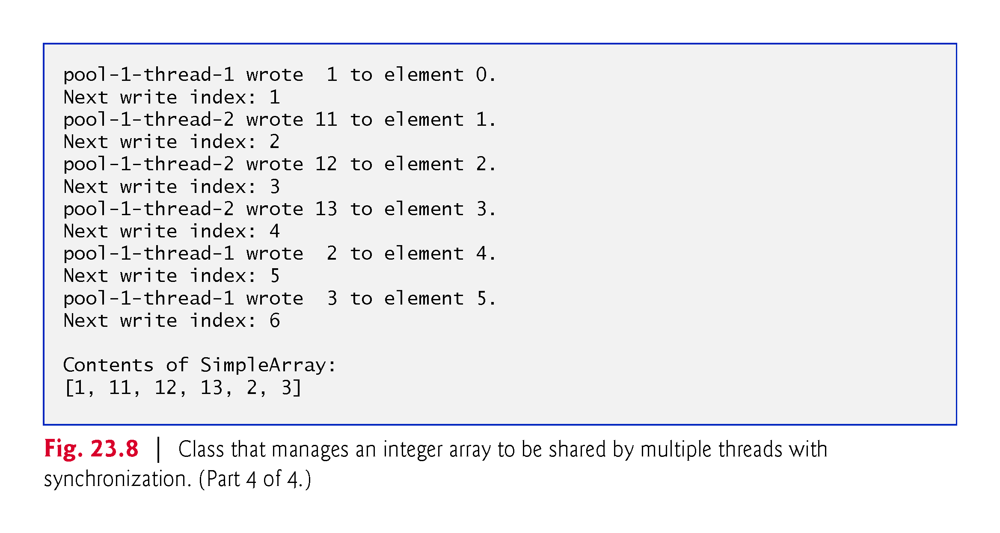 pool-1-thread-1 wrote  1 to element 0.
Next write index: 1
pool-1-thread-2 wrote 11 to element 1.
Next write index: 2
pool-1-thread-2 wrote 12 to element 2.
Next write index: 3
pool-1-thread-2 wrote 13 to element 3.
Next write index: 4
pool-1-thread-1 wrote  2 to element 4.
Next write index: 5
pool-1-thread-1 wrote  3 to element 5.
Next write index: 6
Contents of SimpleArray:
[1, 11, 12, 13, 2, 3]
Fig. 23.8 | Class that manages an integer array to be shared by multiple threads with
synchronization. (Part 4 of 4.)